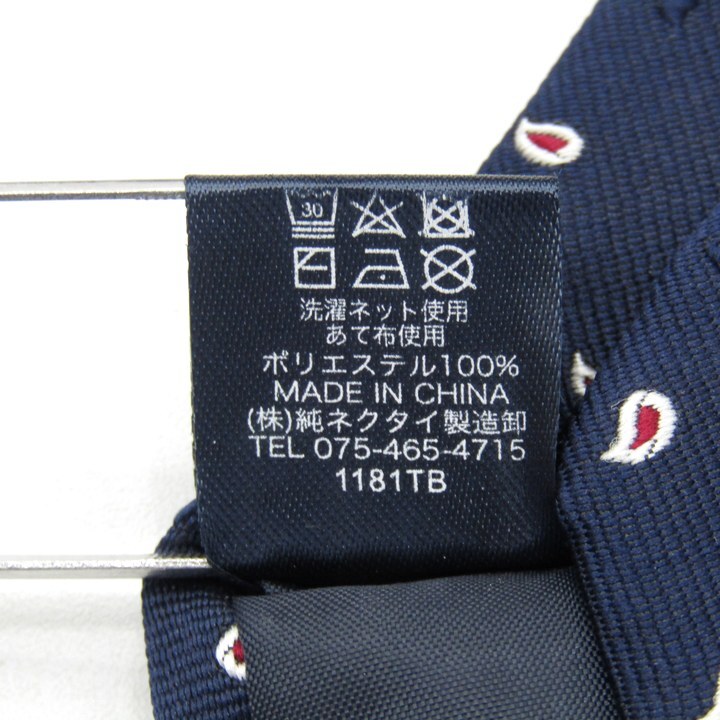 30
洗濯ネット使用
あて布使用
ポリエステル100%
MADE IN CHINA
(株)純ネクタイ製造卸
TEL 075-465-4715
1181TB